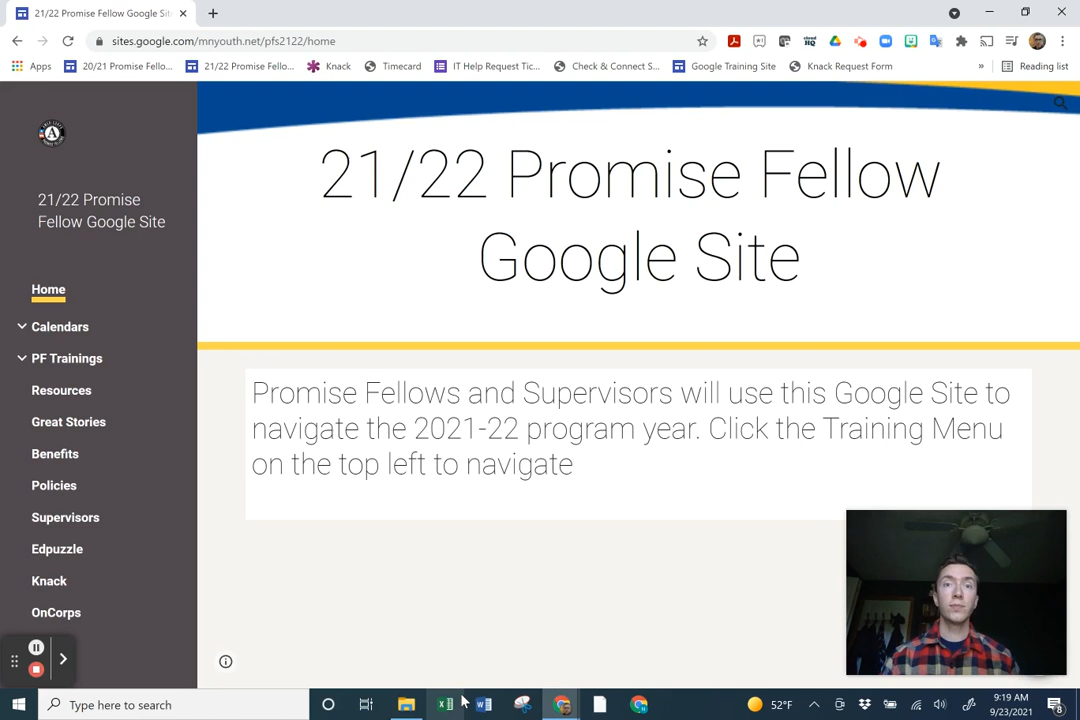 21/22 Promise Fellow Google Sit
sites.google.com/mnyouth.net/pfs2122/home
Apps
20/21 Promise Fello...
21/22 Promise Fello...
Knack
Timecard
IT Help Request Tic...
Check & Connect S...
Google Training Site
Knack Request Form
»
Reading list
21/22 Promise
Fellow Google Site
Home
Calendars
PF Trainings
Resources
Great Stories
Benefits
Policies
Supervisors
Edpuzzle
Knack
OnCorps
21/22 Promise Fellow
Google Site
Promise Fellows and Supervisors will use this Google Site to
navigate the 2021-22 program year. Click the Training Menu
on the top left to navigate
Type here to search
52°F
9:19 AM
9/23/2021
8